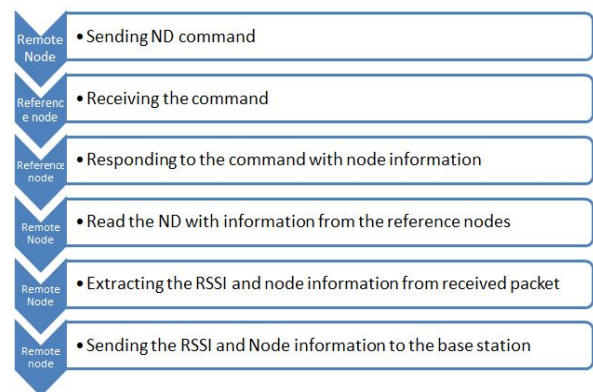 Remote
Node
• Sending ND command
Referenc
e node
• Receiving the command
Reference
node
• Responding to the command with node information
Remote
Node
• Read the ND with information from the reference nodes
Remote
Node
• Extracting the RSSI and node information from received packet
Remote
node
• Sending the RSSI and Node information to the base station